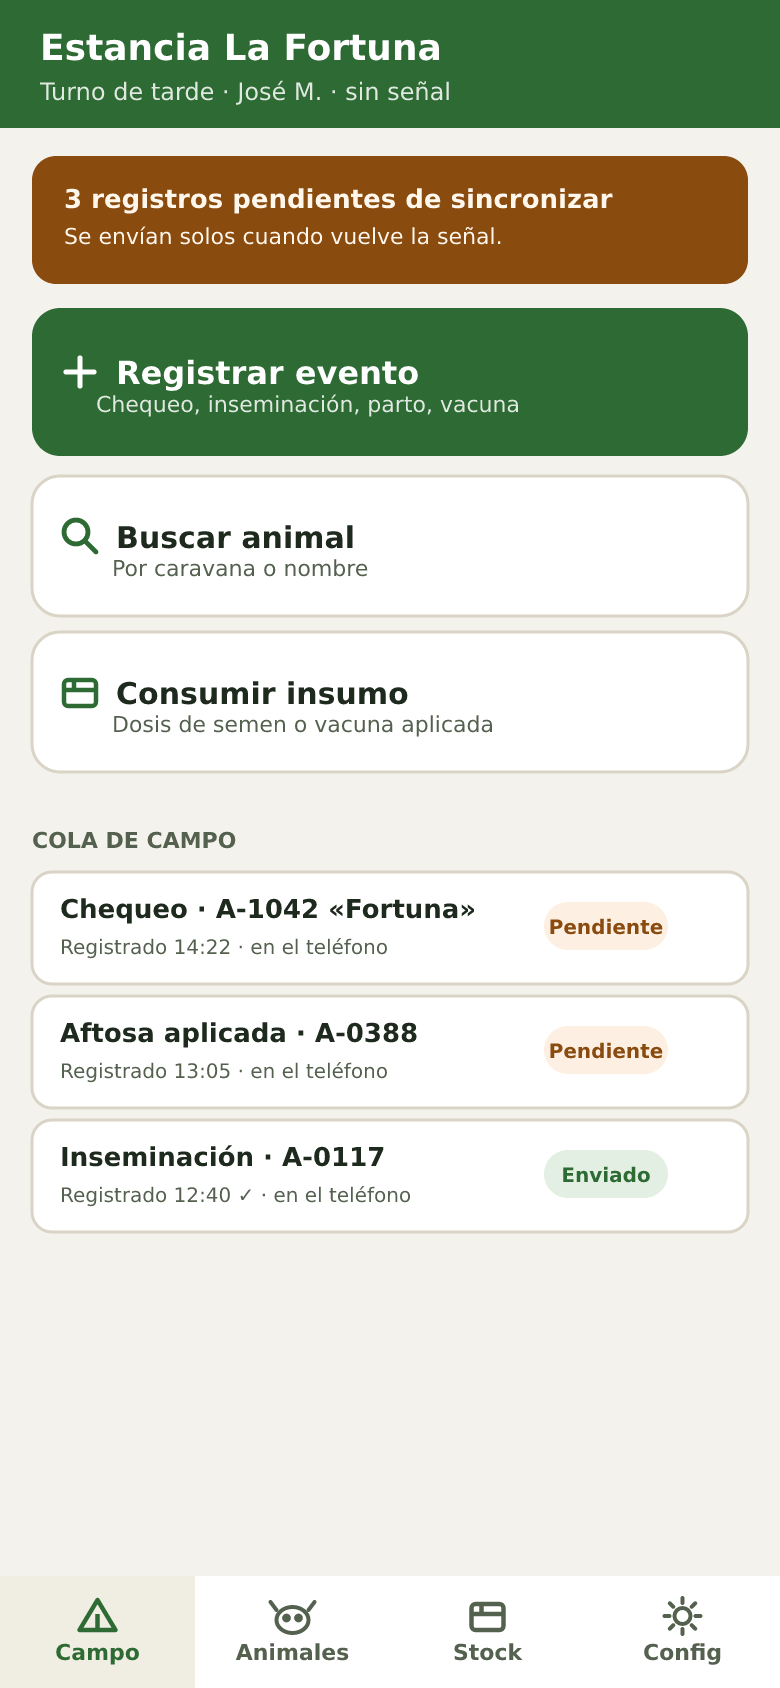 Estancia La Fortuna
Turno de tarde · José M. · sin señal
3 registros pendientes de sincronizar
Se envían solos cuando vuelve la señal.
Registrar evento
Chequeo, inseminación, parto, vacuna
Buscar animal
Por caravana o nombre
Consumir insumo
Dosis de semen o vacuna aplicada
COLA DE CAMPO
Chequeo · A-1042 «Fortuna»
Pendiente
Registrado 14:22 · en el teléfono
Aftosa aplicada · A-0388
Pendiente
Registrado 13:05 · en el teléfono
Inseminación · A-0117
Enviado
Registrado 12:40 ✓ · en el teléfono
Campo
Animales
Stock
Config